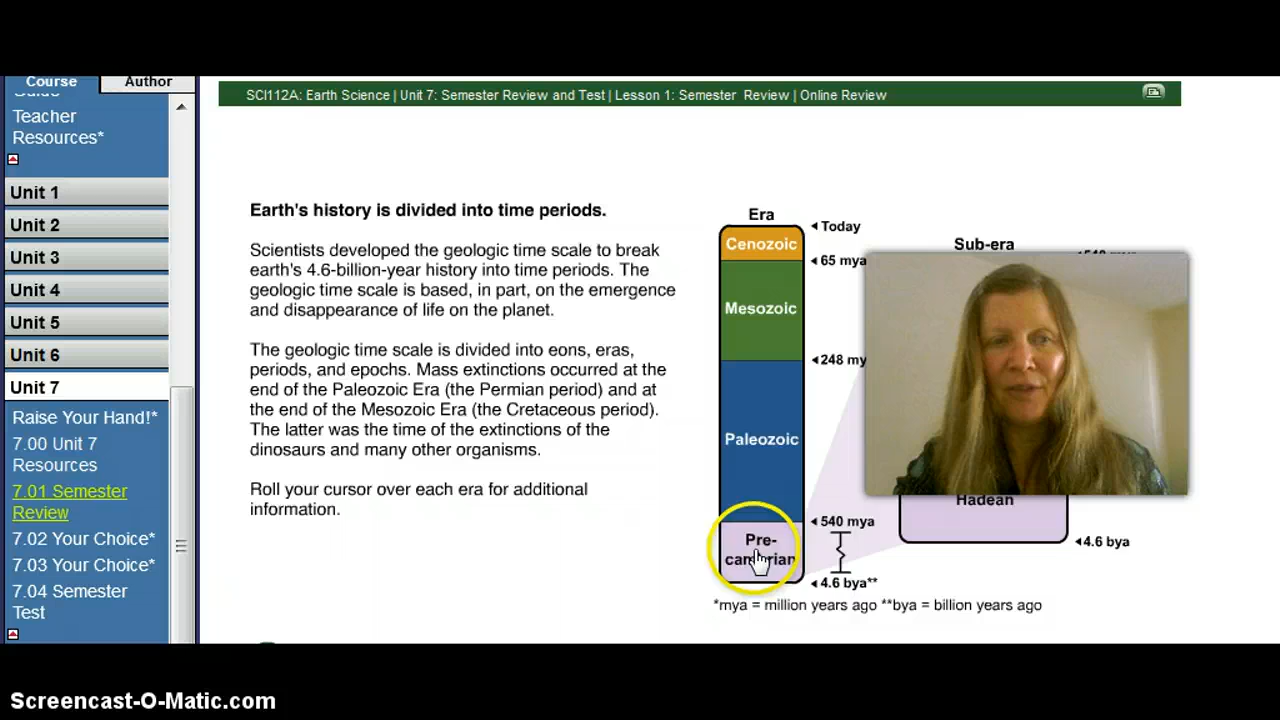 Course
Author
Guide
Teacher
Resources*
Unit 1
Unit 2
Unit 3
Unit 4
Unit 5
Unit 6
Unit 7
Raise Your Hand!*
7.00 Unit 7
Resources
7.01 Semester
Review
7.02 Your Choice*
7.03 Your Choice*
7.04 Semester
Test
SCI112A: Earth Science | Unit 7: Semester Review and Test | Lesson 1: Semester Review | Online Review
Earth's history is divided into time periods.
Scientists developed the geologic time scale to break
earth's 4.6-billion-year history into time periods. The
geologic time scale is based, in part, on the emergence
and disappearance of life on the planet.
The geologic time scale is divided into eons, eras,
periods, and epochs. Mass extinctions occurred at the
end of the Paleozoic Era (the Permian period) and at
the end of the Mesozoic Era (the Cretaceous period).
The latter was the time of the extinctions of the
dinosaurs and many other organisms.
Roll your cursor over each era for additional
information.
Era
Cenozoic
Mesozoic
Paleozoic
Pre-
cambrian
Today
65 mya
248 my
540 mya
4.6 bya**
Sub-era
Hadean
4.6 bya
*mya = million years ago **bya = billion years ago
Screencast-O-Matic.com